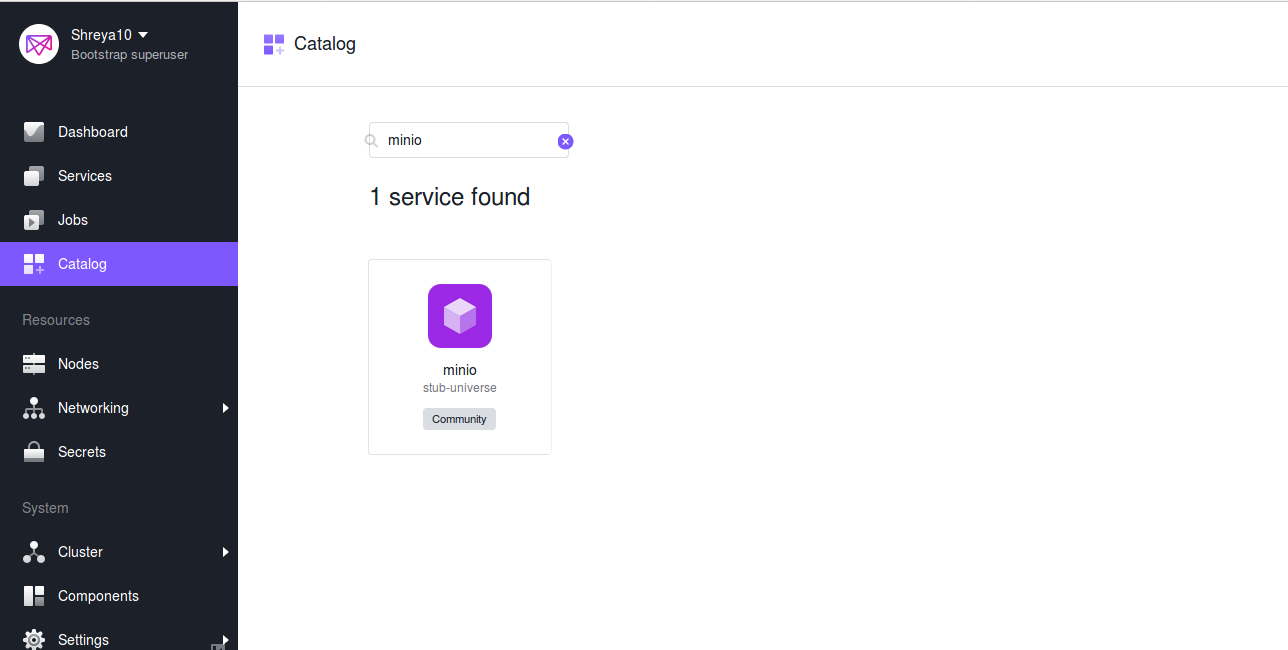 Shreya10
Bootstrap superuser
Dashboard
Services
Jobs
Catalog
Resources
Nodes
Networking
Secrets
System
Cluster
Components
Settings
Catalog
minio
1 service found
minio
stub-universe
Community